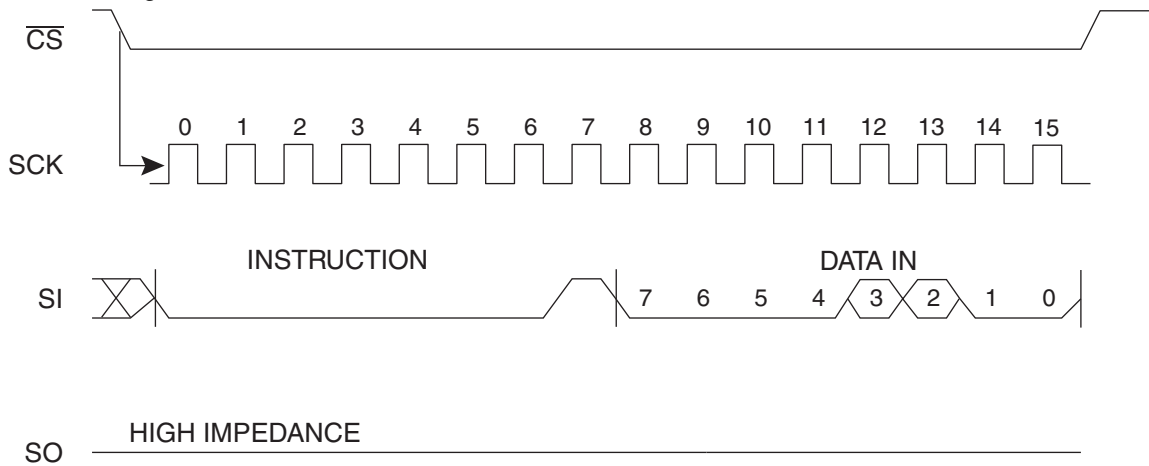 CS
0 1 2 3 4 5 6 7 8 9 10 11 12 13 14 15
SCK
INSTRUCTION DATA IN
SI 7 6 5 4 3 2 1 0
HIGH IMPEDANCE
SO